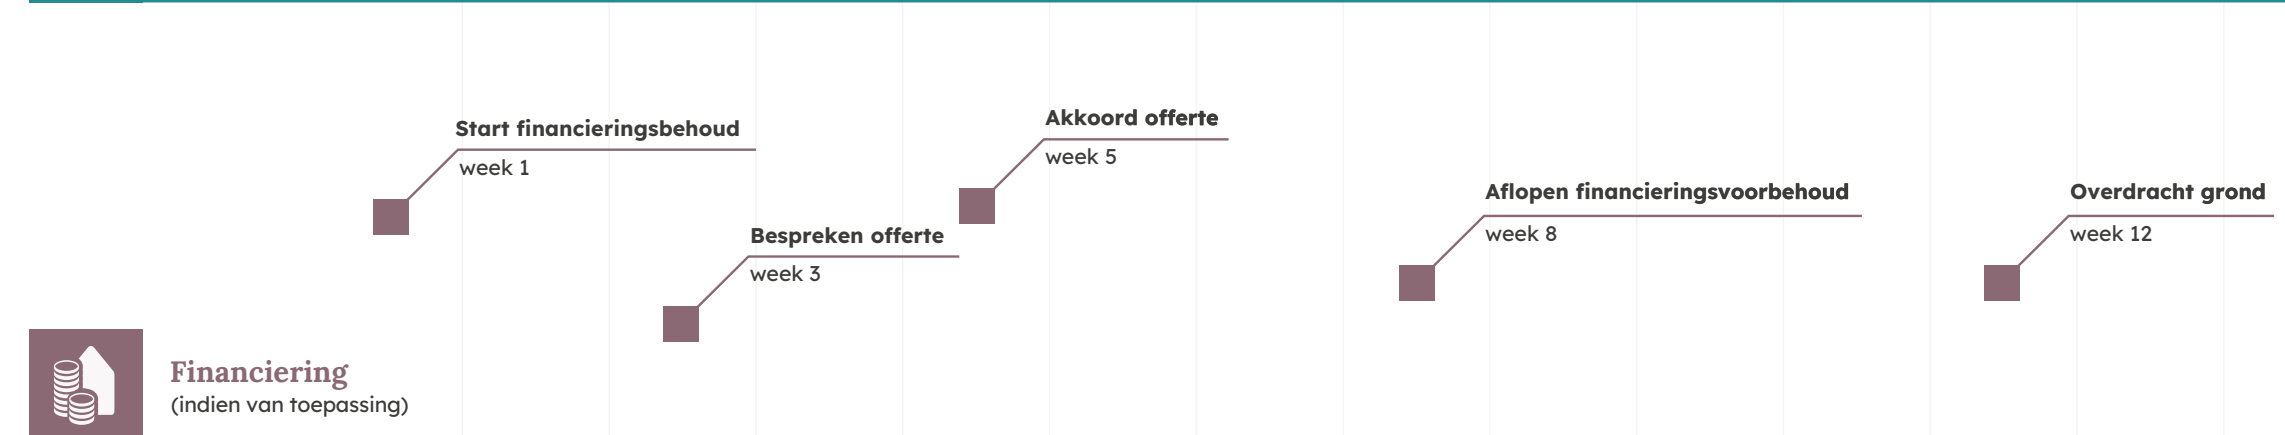 Start financieringsbehoud
week 1
Bespreken offerte
week 3
Akkoord offerte
week 5
Aflopen financieringsvoorbehoud
week 8
Overdracht grond
week 12
Financiering
(indien van toepassing)